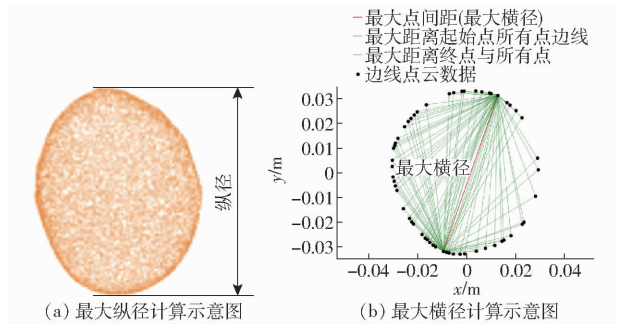 最大点间距(最大横径)
最大距离起始点所有点边线
最大距离终点与所有点
边线点云数据
纵径
0.03
0.02
0.01
0
-0.01
-0.02
-0.03
y/m
最大横径
-0.04
-0.02
0
0.02
0.04
x/m
(a) 最大纵径计算示意图
(b) 最大横径计算示意图